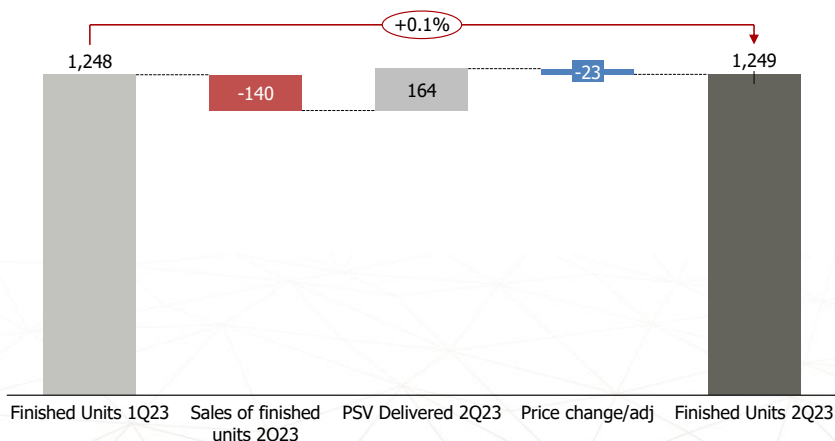 +0.1%
1,248
-140
164
-23
1,249
Finished Units 1Q23
Sales of finished
units 2Q23
PSV Delivered 2Q23
Price change/adj
Finished Units 2Q23